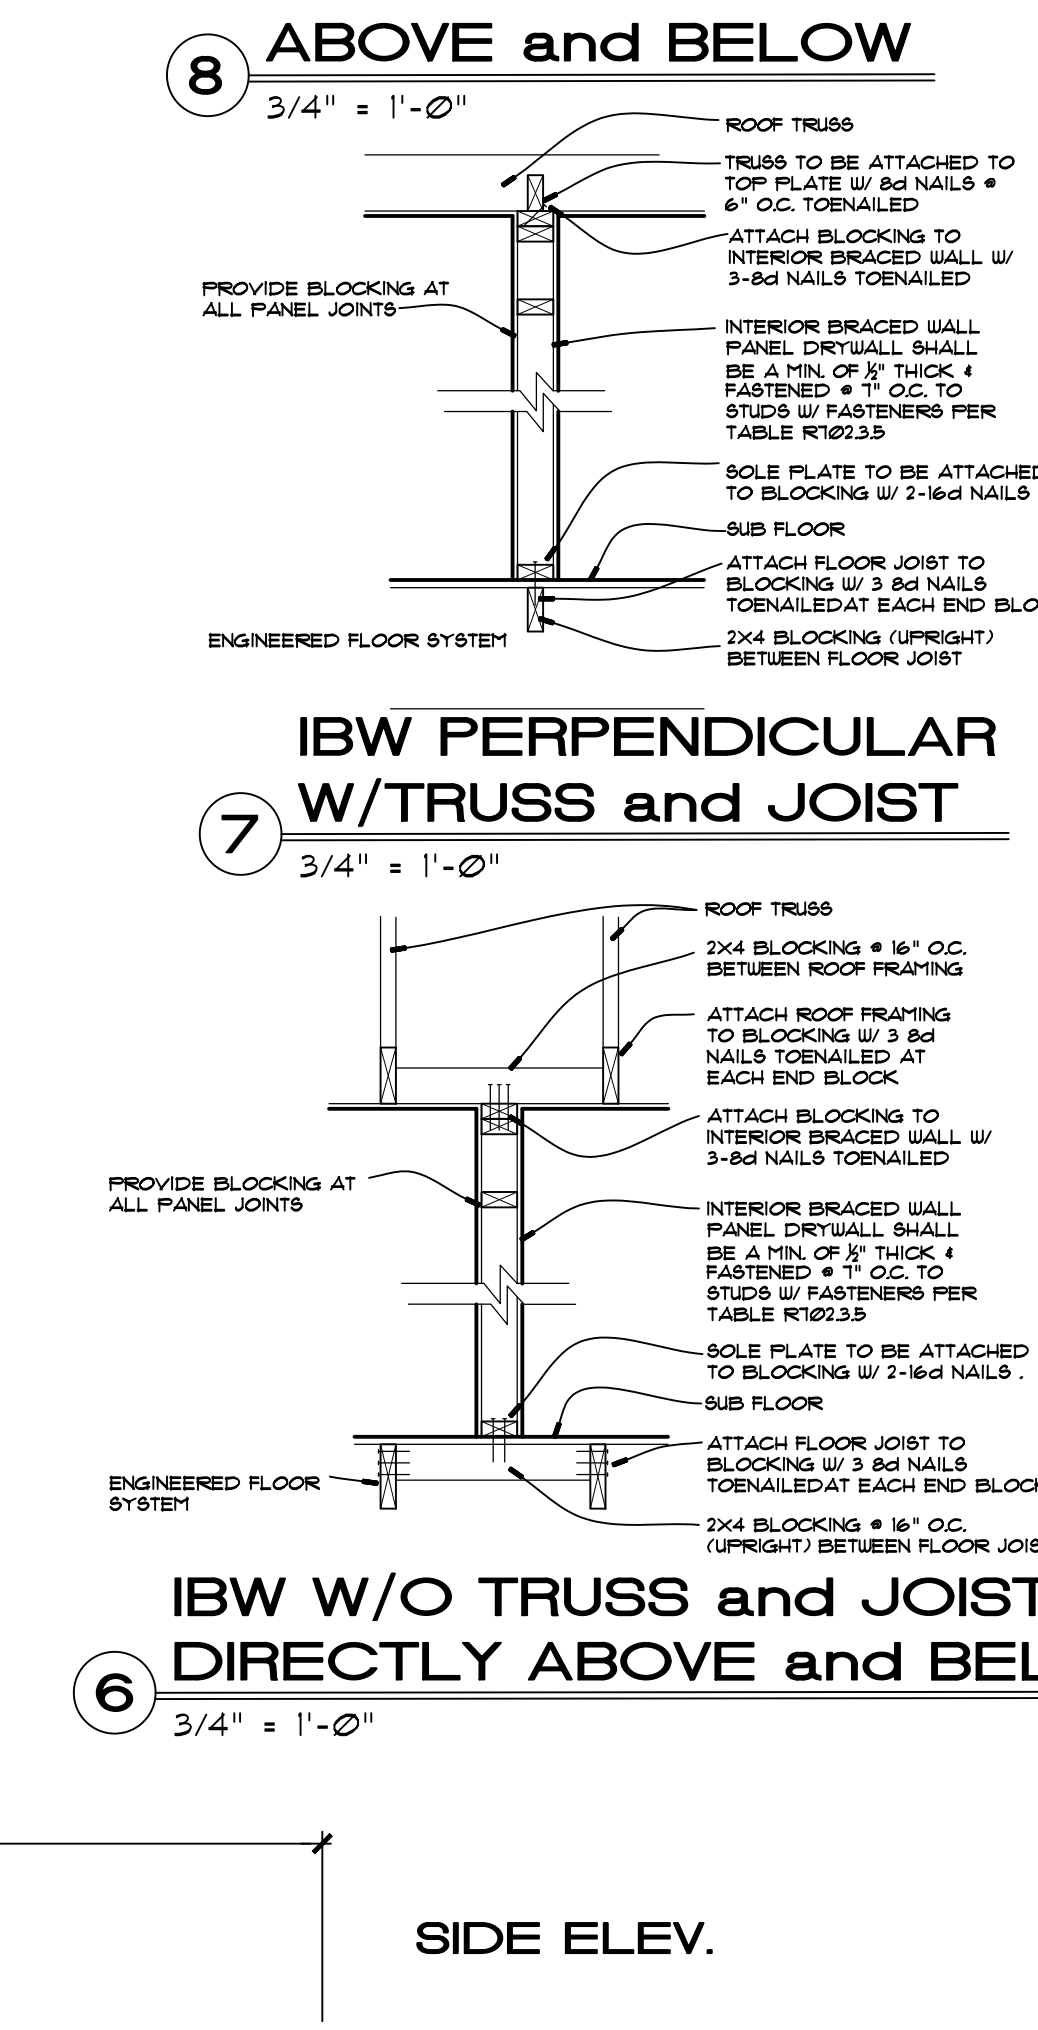 ABOVE and BELOW
8
3/4" = 1'-0"
ROOF TRUSS
TRUSS TO BE ATTACHED TO
TOP PLATE W/ 8d NAILS @
6" O.C. TOENAILED
ATTACH BLOCKING TO
INTERIOR BRACED WALL W/
3-8d NAILS TOENAILED
PROVIDE BLOCKING AT
ALL PANEL JOINTS
INTERIOR BRACED WALL
PANEL DRYWALL SHALL
BE A MIN. OF ½" THICK &
FASTENED @ 7" O.C. TO
STUDS W/ FASTENERS PER
TABLE R702.3.5
SOLE PLATE TO BE ATTACHED
TO BLOCKING W/ 2-16d NAILS
SUB FLOOR
ATTACH FLOOR JOIST TO
BLOCKING W/ 3 8d NAILS
TOENAILEDAT EACH END BLO
ENGINEERED FLOOR SYSTEM
2X4 BLOCKING (UPRIGHT)
BETWEEN FLOOR JOIST
IBW PERPENDICULAR
W/TRUSS and JOIST
7
3/4" = 1'-0"
ROOF TRUSS
2X4 BLOCKING @ 16" O.C.
BETWEEN ROOF FRAMING
ATTACH ROOF FRAMING
TO BLOCKING W/ 3 8d
NAILS TOENAILED AT
EACH END BLOCK
ATTACH BLOCKING TO
INTERIOR BRACED WALL W/
3-8d NAILS TOENAILED
PROVIDE BLOCKING AT
ALL PANEL JOINTS
INTERIOR BRACED WALL
PANEL DRYWALL SHALL
BE A MIN. OF ½" THICK &
FASTENED @ 7" O.C. TO
STUDS W/ FASTENERS PER
TABLE R702.3.5
SOLE PLATE TO BE ATTACHED
TO BLOCKING W/ 2-16d NAILS .
SUB FLOOR
ATTACH FLOOR JOIST TO
BLOCKING W/ 3 8d NAILS
TOENAILEDAT EACH END BLOCK
ENGINEERED FLOOR
SYSTEM
2X4 BLOCKING @ 16" O.C.
(UPRIGHT) BETWEEN FLOOR JOIS
IBW W/O TRUSS and JOIST
DIRECTLY ABOVE and BEL
6
3/4" = 1'-0"
SIDE ELEV.